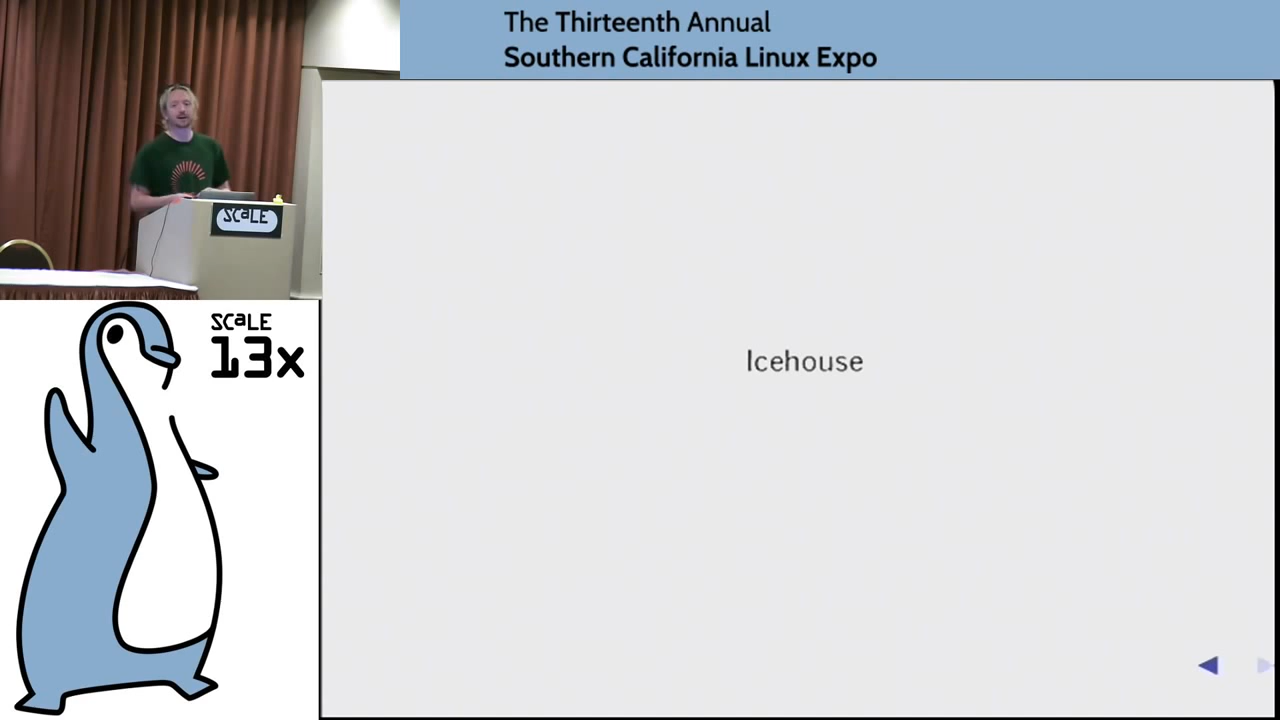 The Thirteenth Annual
Southern California Linux Expo
SCaLE
SCaLE
13x
Icehouse